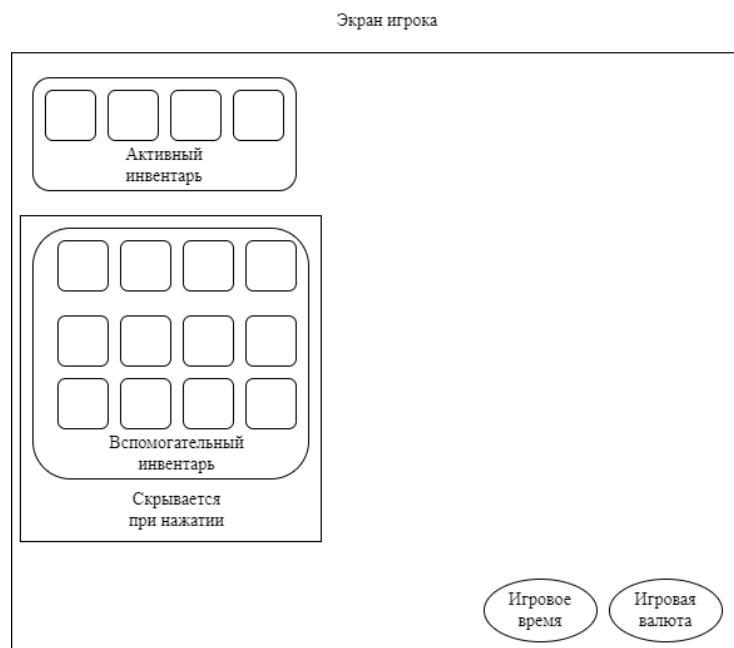 Экран игрока
Активный
инвентарь
Вспомогательный
инвентарь
Скрывается
при нажатии
Игровое
время
Игровая
валюта